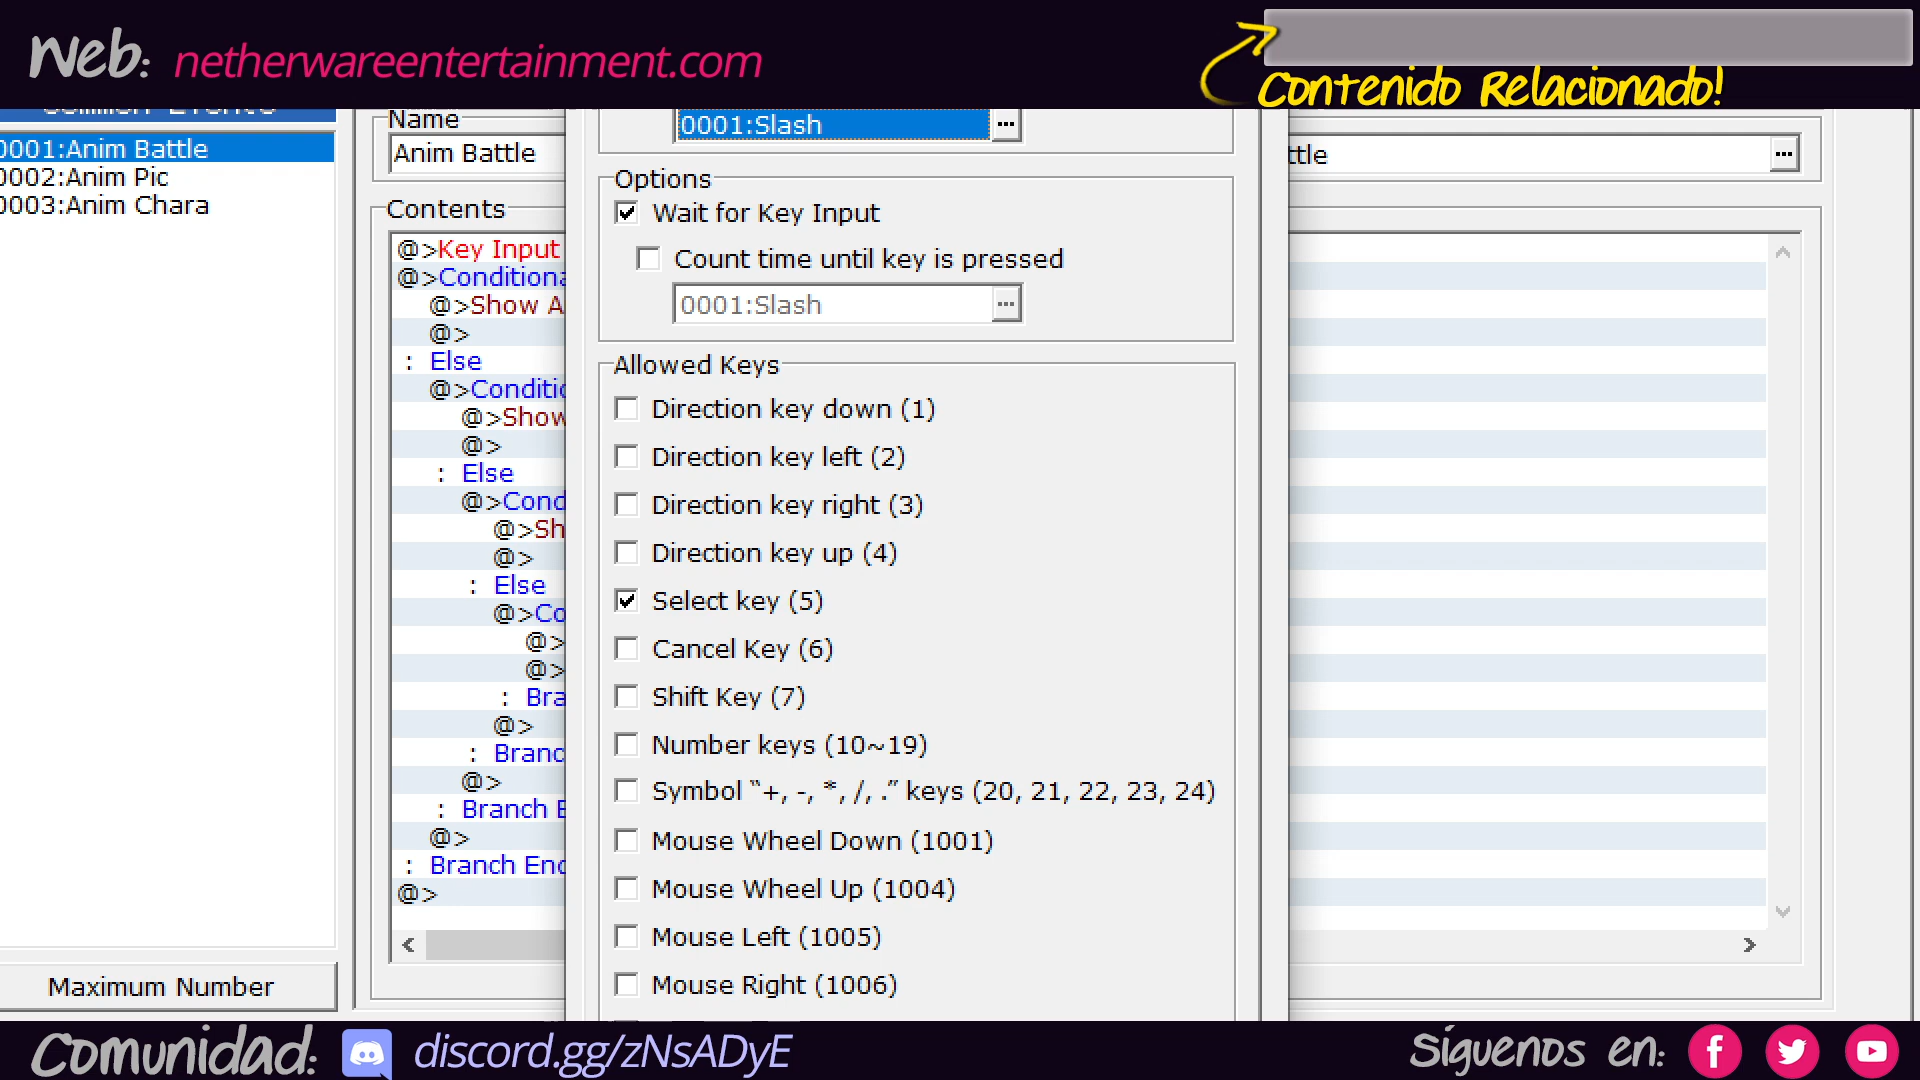 Web: netherwareentertainment.com
Contenido Relacionado!
Common Events
0001:Anim Battle
0002:Anim Pic
0003:Anim Chara
Maximum Number
Name
Anim Battle
Contents
@>Key Input
@>Conditiona
@>Show A
@>
: Else
@>Conditio
@>Show
@>
: Else
@>Cond
@>Sh
@>
: Else
@>Co
@>
@>
: Bra
@>
: Branc
@>
: Branch E
@>
: Branch End
@>
0001:Slash
...
Options
Wait for Key Input
Count time until key is pressed
0001:Slash
...
Allowed Keys
Direction key down (1)
Direction key left (2)
Direction key right (3)
Direction key up (4)
Select key (5)
Cancel Key (6)
Shift Key (7)
Number keys (10~19)
Symbol “+, -, *, /, .” keys (20, 21, 22, 23, 24)
Mouse Wheel Down (1001)
Mouse Wheel Up (1004)
Mouse Left (1005)
Mouse Right (1006)
ttle
...
Comunidad: discord.gg/zNsADyE
Síguenos en: